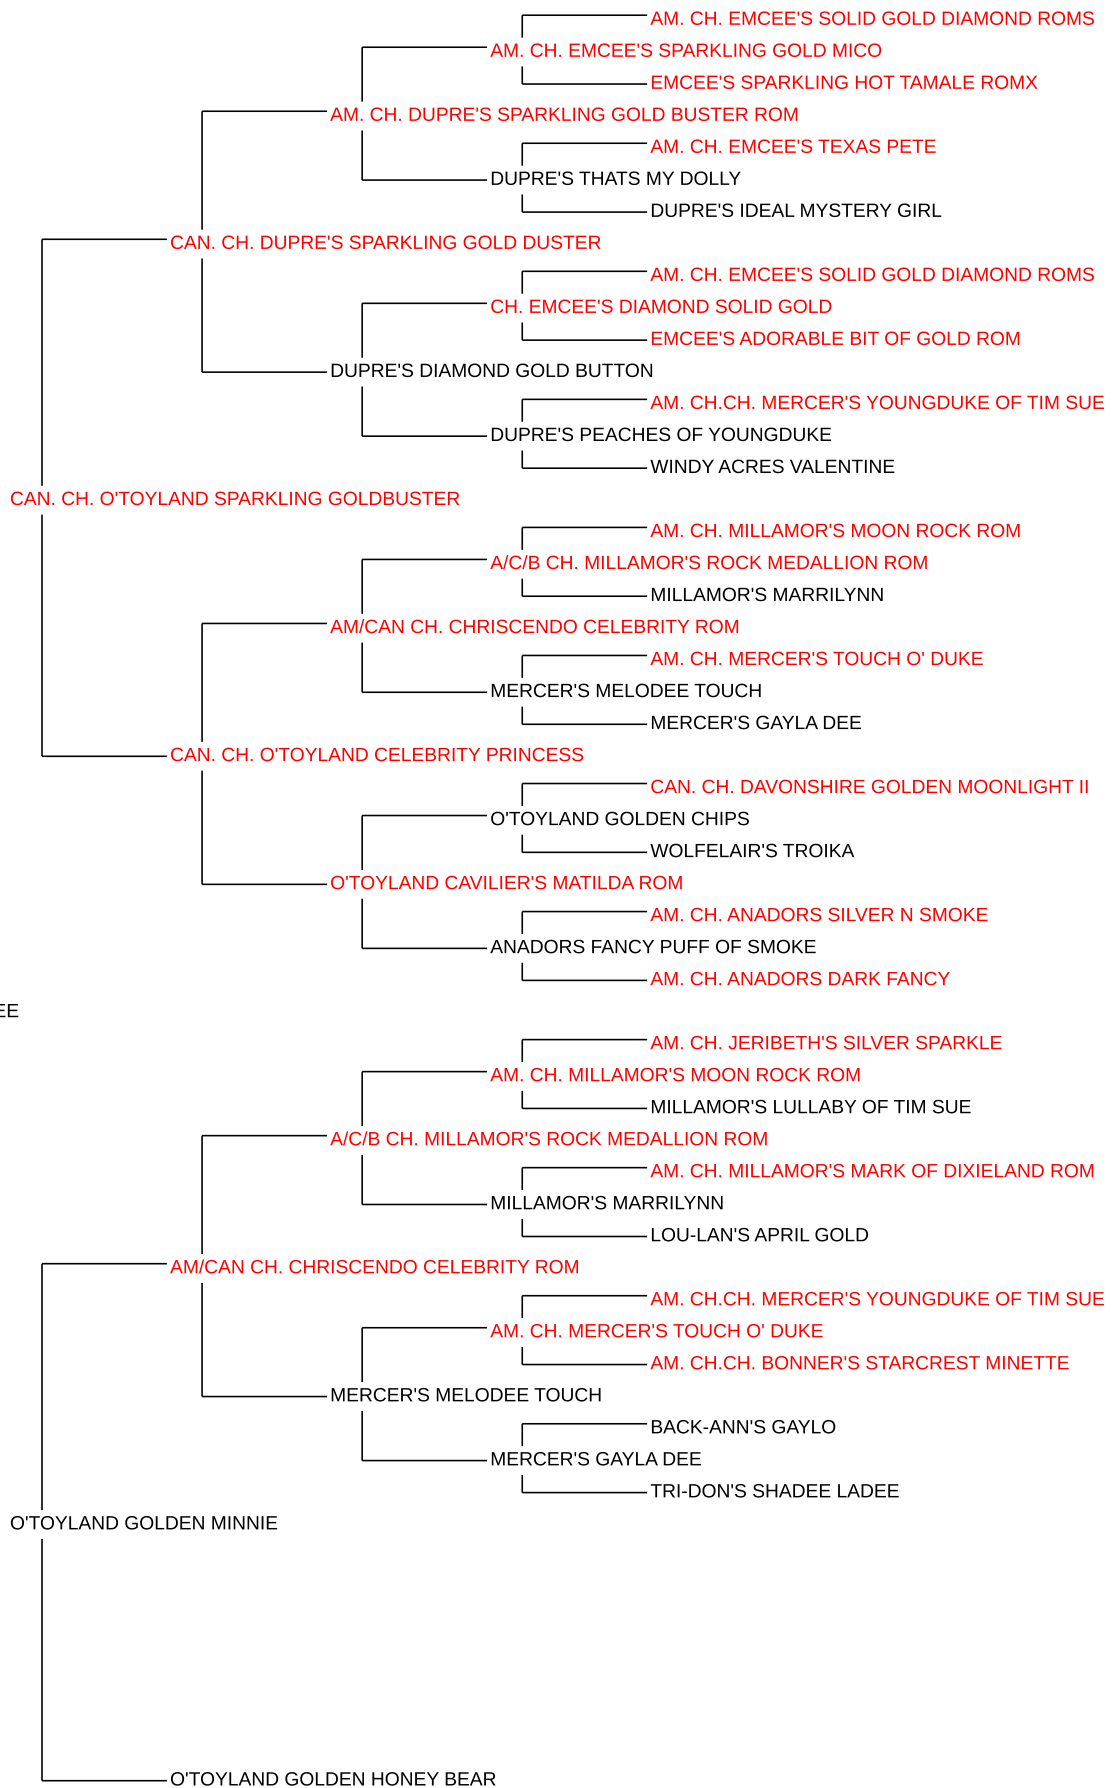 AM. CH. EMCEE'S SOLID GOLD DIAMOND ROMS
AM. CH. EMCEE'S SPARKLING GOLD MICO
EMCEE'S SPARKLING HOT TAMALE ROMX
AM. CH. DUPRE'S SPARKLING GOLD BUSTER ROM
AM. CH. EMCEE'S TEXAS PETE
DUPRE'S THATS MY DOLLY
DUPRE'S IDEAL MYSTERY GIRL
CAN. CH. DUPRE'S SPARKLING GOLD DUSTER
AM. CH. EMCEE'S SOLID GOLD DIAMOND ROMS
CH. EMCEE'S DIAMOND SOLID GOLD
EMCEE'S ADORABLE BIT OF GOLD ROM
DUPRE'S DIAMOND GOLD BUTTON
AM. CH.CH. MERCER'S YOUNGDUKE OF TIM SUE
DUPRE'S PEACHES OF YOUNGDUKE
WINDY ACRES VALENTINE
CAN. CH. O'TOYLAND SPARKLING GOLDBUSTER
AM. CH. MILLAMOR'S MOON ROCK ROM
A/C/B CH. MILLAMOR'S ROCK MEDALLION ROM
MILLAMOR'S MARRILYNN
AM/CAN CH. CHRISCENDO CELEBRITY ROM
AM. CH. MERCER'S TOUCH O' DUKE
MERCER'S MELODEE TOUCH
MERCER'S GAYLA DEE
CAN. CH. O'TOYLAND CELEBRITY PRINCESS
CAN. CH. DAVONSHIRE GOLDEN MOONLIGHT II
O'TOYLAND GOLDEN CHIPS
WOLFELAIR'S TROIKA
O'TOYLAND CAVILIER'S MATILDA ROM
AM. CH. ANADORS SILVER N SMOKE
ANADORS FANCY PUFF OF SMOKE
AM. CH. ANADORS DARK FANCY
EE
AM. CH. JERIBETH'S SILVER SPARKLE
AM. CH. MILLAMOR'S MOON ROCK ROM
MILLAMOR'S LULLABY OF TIM SUE
A/C/B CH. MILLAMOR'S ROCK MEDALLION ROM
AM. CH. MILLAMOR'S MARK OF DIXIELAND ROM
MILLAMOR'S MARRILYNN
LOU-LAN'S APRIL GOLD
AM/CAN CH. CHRISCENDO CELEBRITY ROM
AM. CH.CH. MERCER'S YOUNGDUKE OF TIM SUE
AM. CH. MERCER'S TOUCH O' DUKE
AM. CH.CH. BONNER'S STARCREST MINETTE
MERCER'S MELODEE TOUCH
BACK-ANN'S GAYLO
MERCER'S GAYLA DEE
TRI-DON'S SHADEE LADEE
O'TOYLAND GOLDEN MINNIE
O'TOYLAND GOLDEN HONEY BEAR